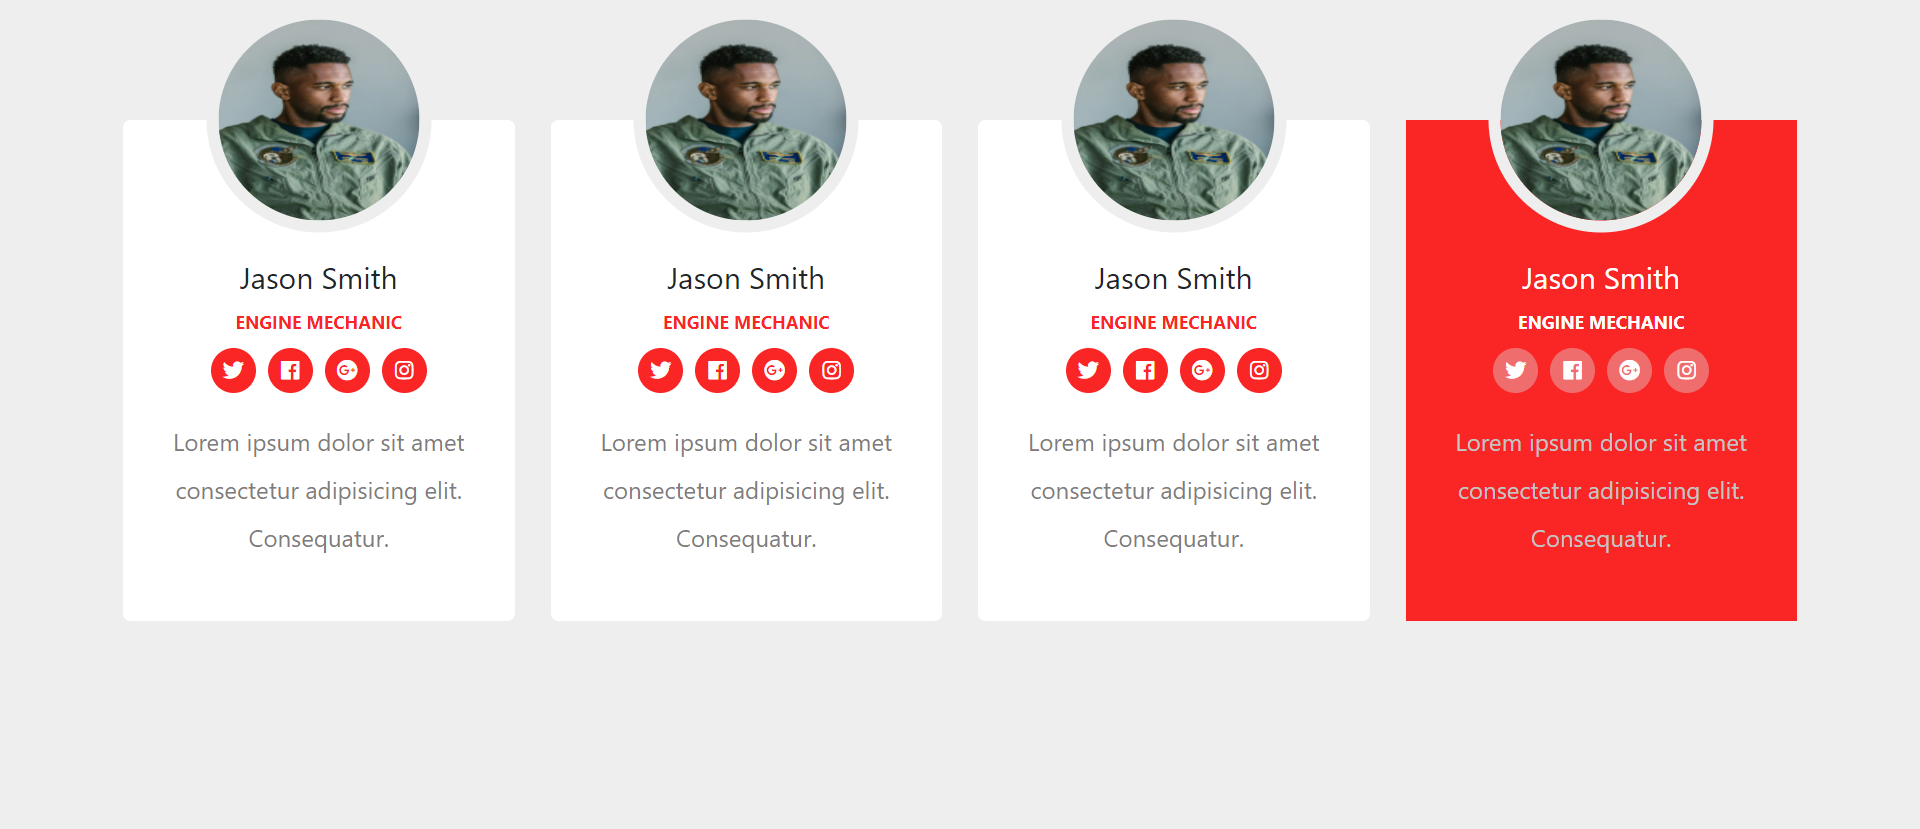 Jason Smith
ENGINE MECHANIC
Lorem ipsum dolor sit amet
consectetur adipisicing elit.
Consequatur.
Jason Smith
ENGINE MECHANIC
Lorem ipsum dolor sit amet
consectetur adipisicing elit.
Consequatur.
Jason Smith
ENGINE MECHANIC
Lorem ipsum dolor sit amet
consectetur adipisicing elit.
Consequatur.
Jason Smith
ENGINE MECHANIC
Lorem ipsum dolor sit amet
consectetur adipisicing elit.
Consequatur.